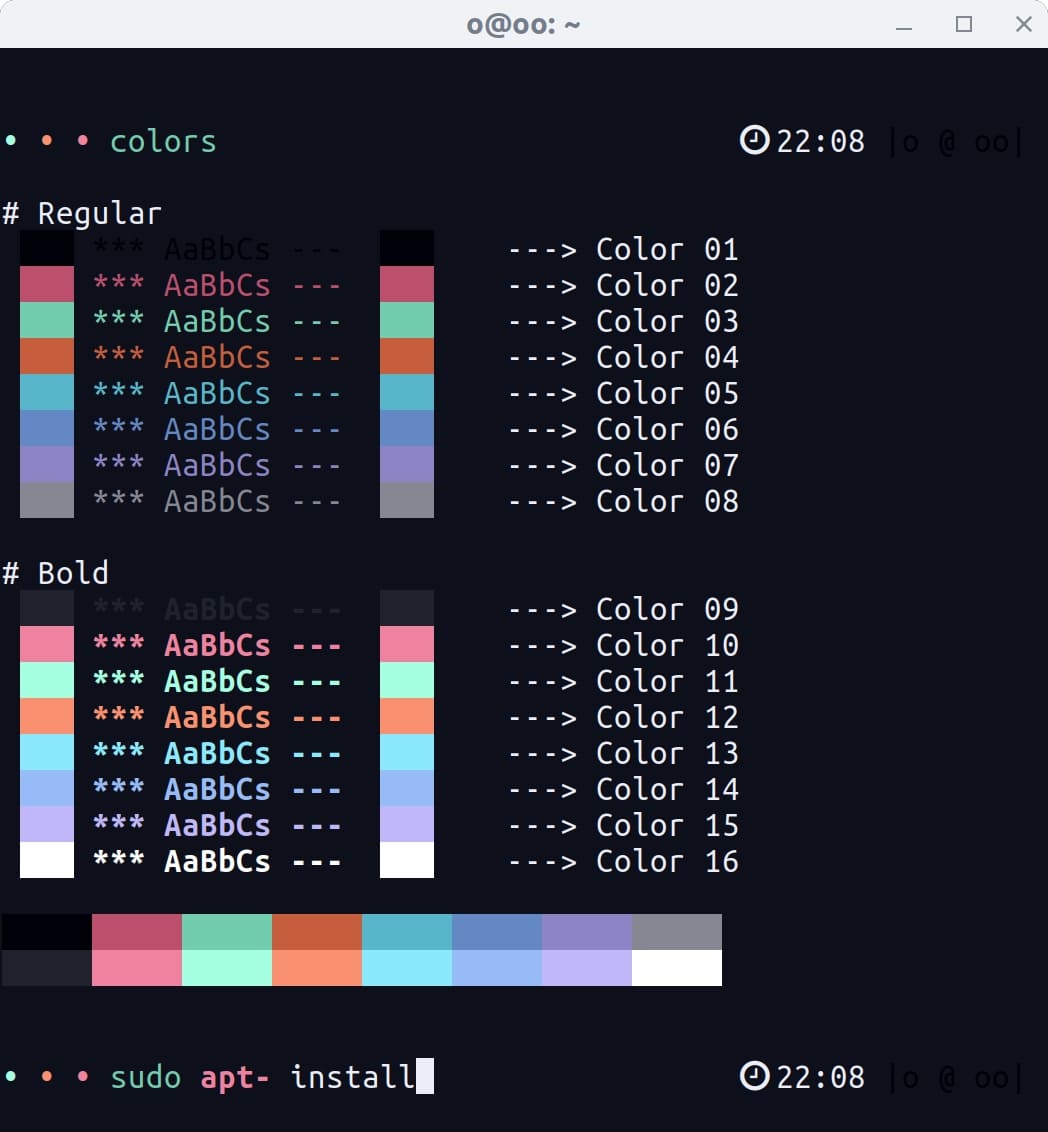 o@oo: ~
• • • colors 22:08 |o @ oo|
# Regular
*** AaBbCs --- ---> Color 01
*** AaBbCs --- ---> Color 02
*** AaBbCs --- ---> Color 03
*** AaBbCs --- ---> Color 04
*** AaBbCs --- ---> Color 05
*** AaBbCs --- ---> Color 06
*** AaBbCs --- ---> Color 07
*** AaBbCs --- ---> Color 08
# Bold
*** AaBbCs --- ---> Color 09
*** AaBbCs --- ---> Color 10
*** AaBbCs --- ---> Color 11
*** AaBbCs --- ---> Color 12
*** AaBbCs --- ---> Color 13
*** AaBbCs --- ---> Color 14
*** AaBbCs --- ---> Color 15
*** AaBbCs --- ---> Color 16
• • • sudo apt- install 22:08 |o @ oo|